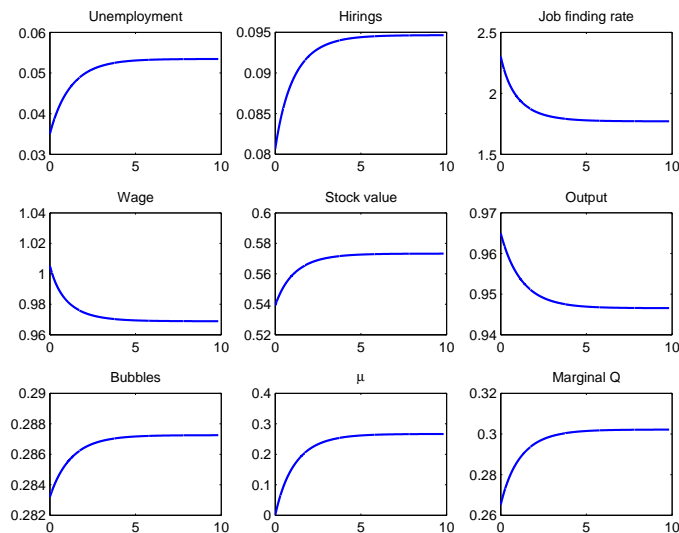 Unemployment
0.06
0.05
0.04
0.03
0 5 10
Hirings
0.095
0.09
0.085
0.08
0 5 10
Job finding rate
2.5
2
1.5
0 5 10
Wage
1.04
1.02
1
0.98
0.96
0 5 10
Stock value
0.6
0.58
0.56
0.54
0.52
0 5 10
Output
0.97
0.96
0.95
0.94
0 5 10
Bubbles
0.29
0.288
0.286
0.284
0.282
0 5 10
μ
0.4
0.3
0.2
0.1
0
0 5 10
Marginal Q
0.32
0.3
0.28
0.26
0 5 10